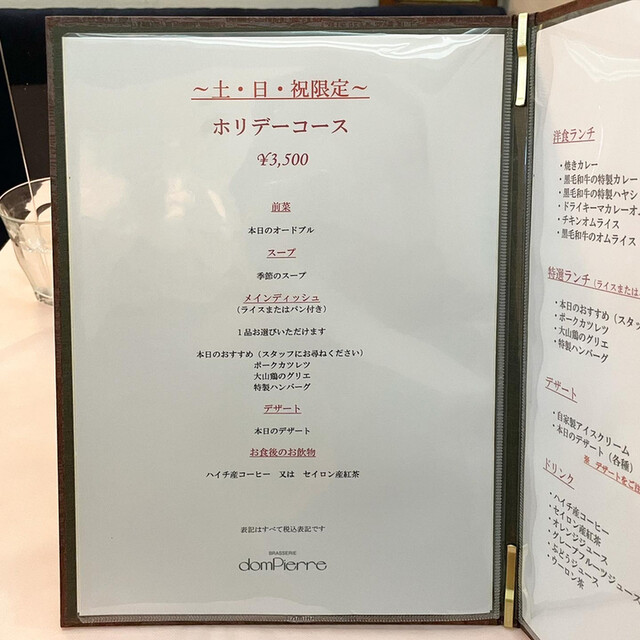 ～土・日・祝限定～
ホリデーコース
¥3,500
前菜
本日のオードブル
スープ
季節のスープ
メインディッシュ
（ライスまたはパン付き）
１品お選びいただけます
本日のおすすめ（スタッフにお尋ねください）
ポークカツレツ
大山鶏のグリエ
特製ハンバーグ
デザート
本日のデザート
お食後のお飲物
ハイチ産コーヒー　又は　セイロン産紅茶
表記はすべて税込表記です
BRASSERIE
domPierre
洋食ランチ
・焼きカレー
・黒毛和牛の特製カレー
・黒毛和牛の特製ハヤシ
・ドライキーマカレーオム
・チキンオムライス
・黒毛和牛のオムライス
特選ランチ（ライスまたは
・本日のおすすめ（スタッフ
・ポークカツレツ
・大山鶏のグリエ
・特製ハンバーグ
デザート
・自家製アイスクリーム
・本日のデザート（各種）
※ デザートをご注
ドリンク
・ハイチ産コーヒー
・セイロン産紅茶
・オレンジジュース
・グレープフルーツジュース
・ぶどうジュース
・ウーロン茶